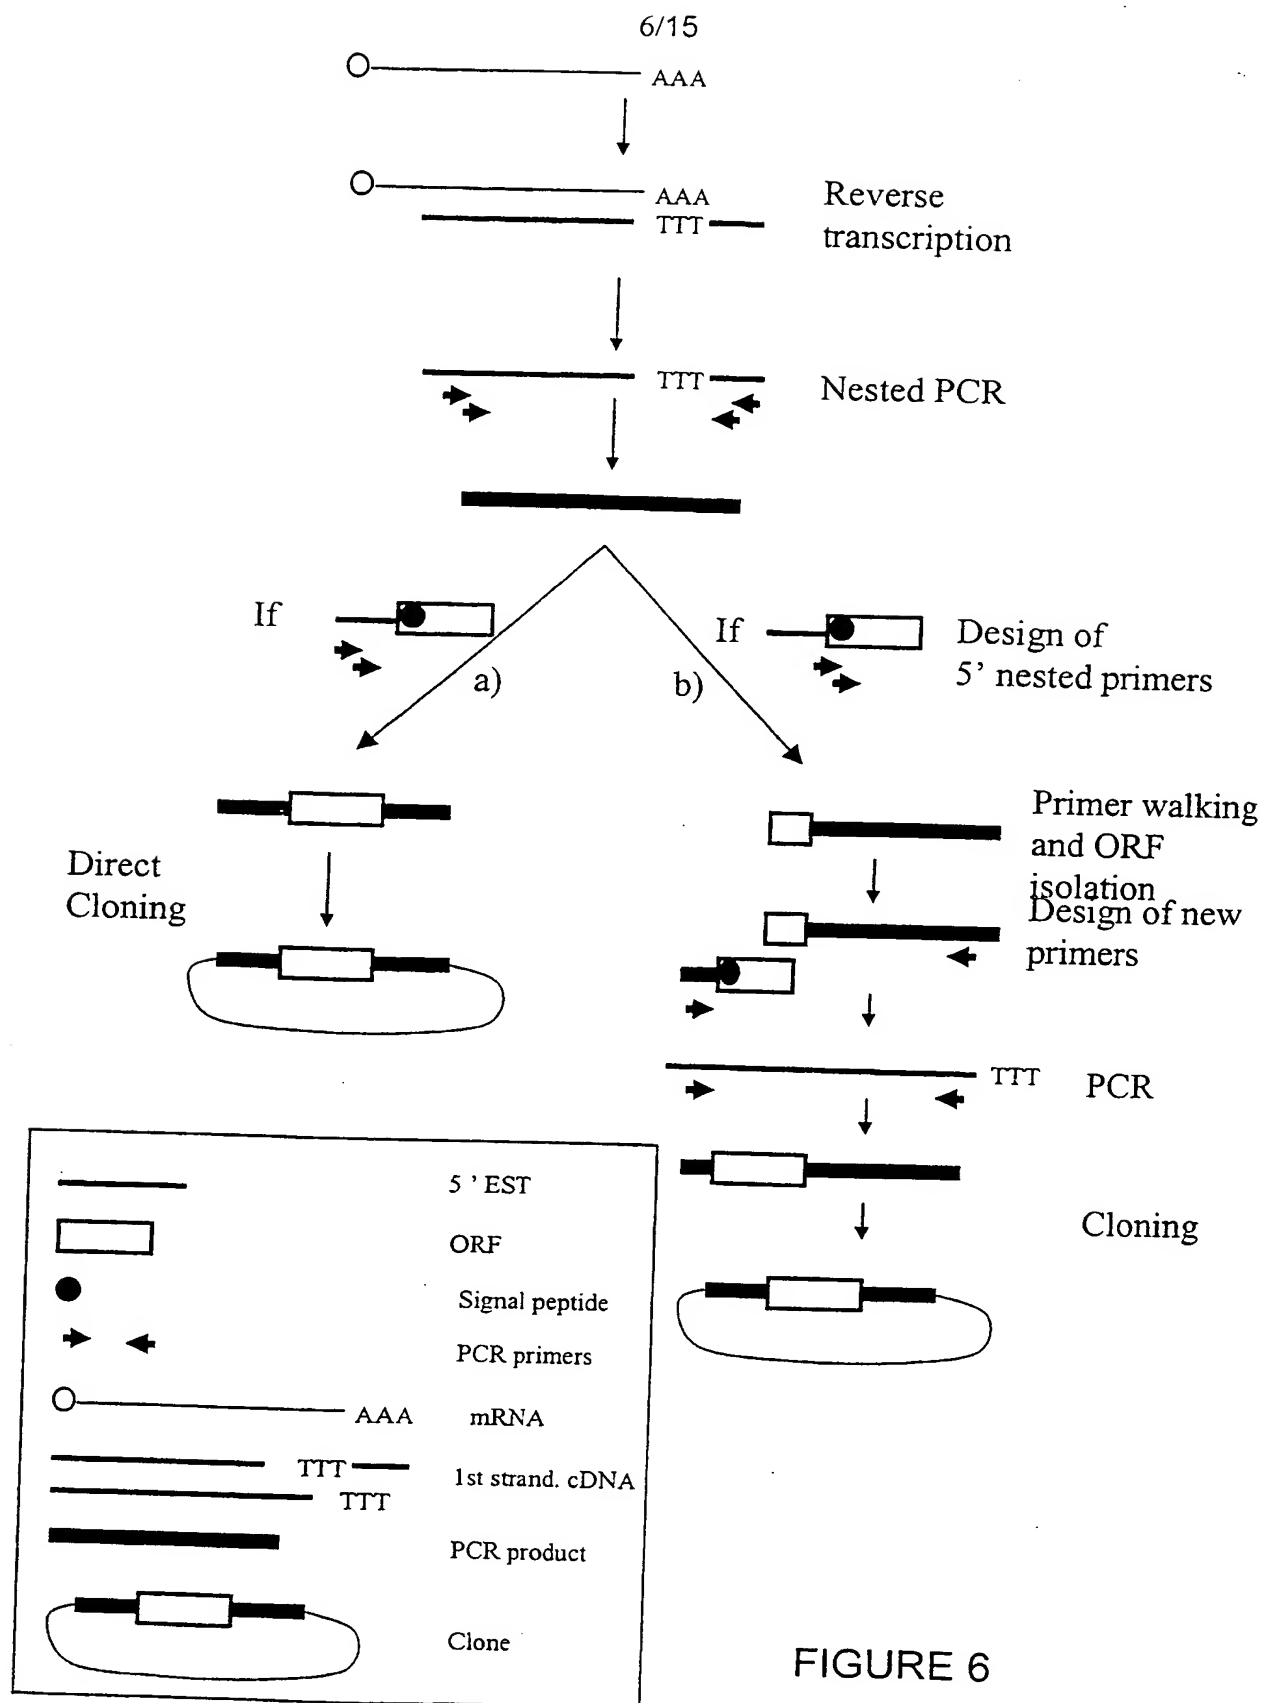 6/15
AAA
AAA
TTT
Reverse
transcription
TTT
Nested PCR
If
a)
If
b)
Design of
5’ nested primers
Direct
Cloning
Primer walking
and ORF
isolation
Design of new
primers
TTT
PCR
Cloning
5 ’ EST
ORF
Signal peptide
PCR primers
AAA
mRNA
TTT
TTT
1st strand. cDNA
PCR product
Clone
FIGURE 6